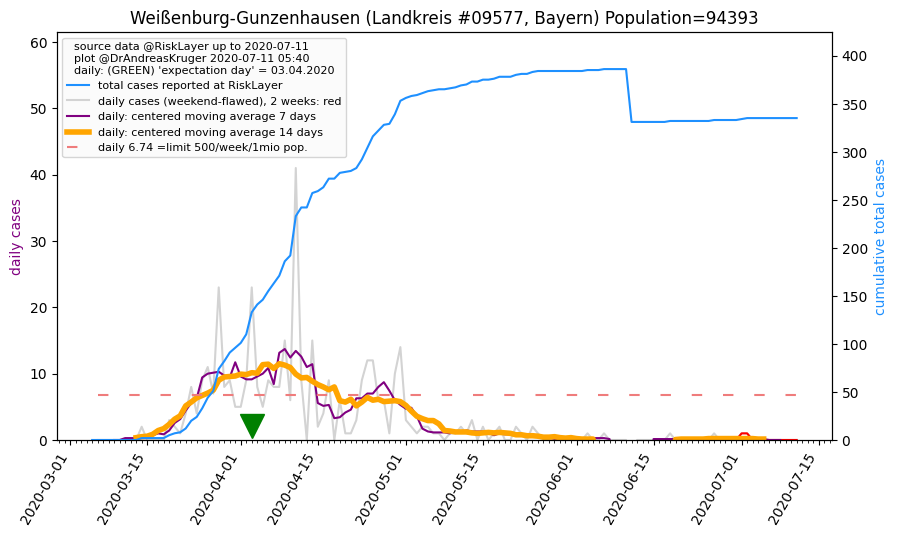 Weißenburg-Gunzenhausen (Landkreis #09577, Bayern) Population=94393
source data @RiskLayer up to 2020-07-11
plot @DrAndreasKruger 2020-07-11 05:40
daily: (GREEN) 'expectation day' = 03.04.2020
total cases reported at RiskLayer
daily cases (weekend-flawed), 2 weeks: red
daily: centered moving average 7 days
daily: centered moving average 14 days
daily 6.74 =limit 500/week/1mio pop.
daily cases
60
50
40
30
20
10
0
cumulative total cases
400
350
300
250
200
150
100
50
0
2020-03-01
2020-03-15
2020-04-01
2020-04-15
2020-05-01
2020-05-15
2020-06-01
2020-06-15
2020-07-01
2020-07-15